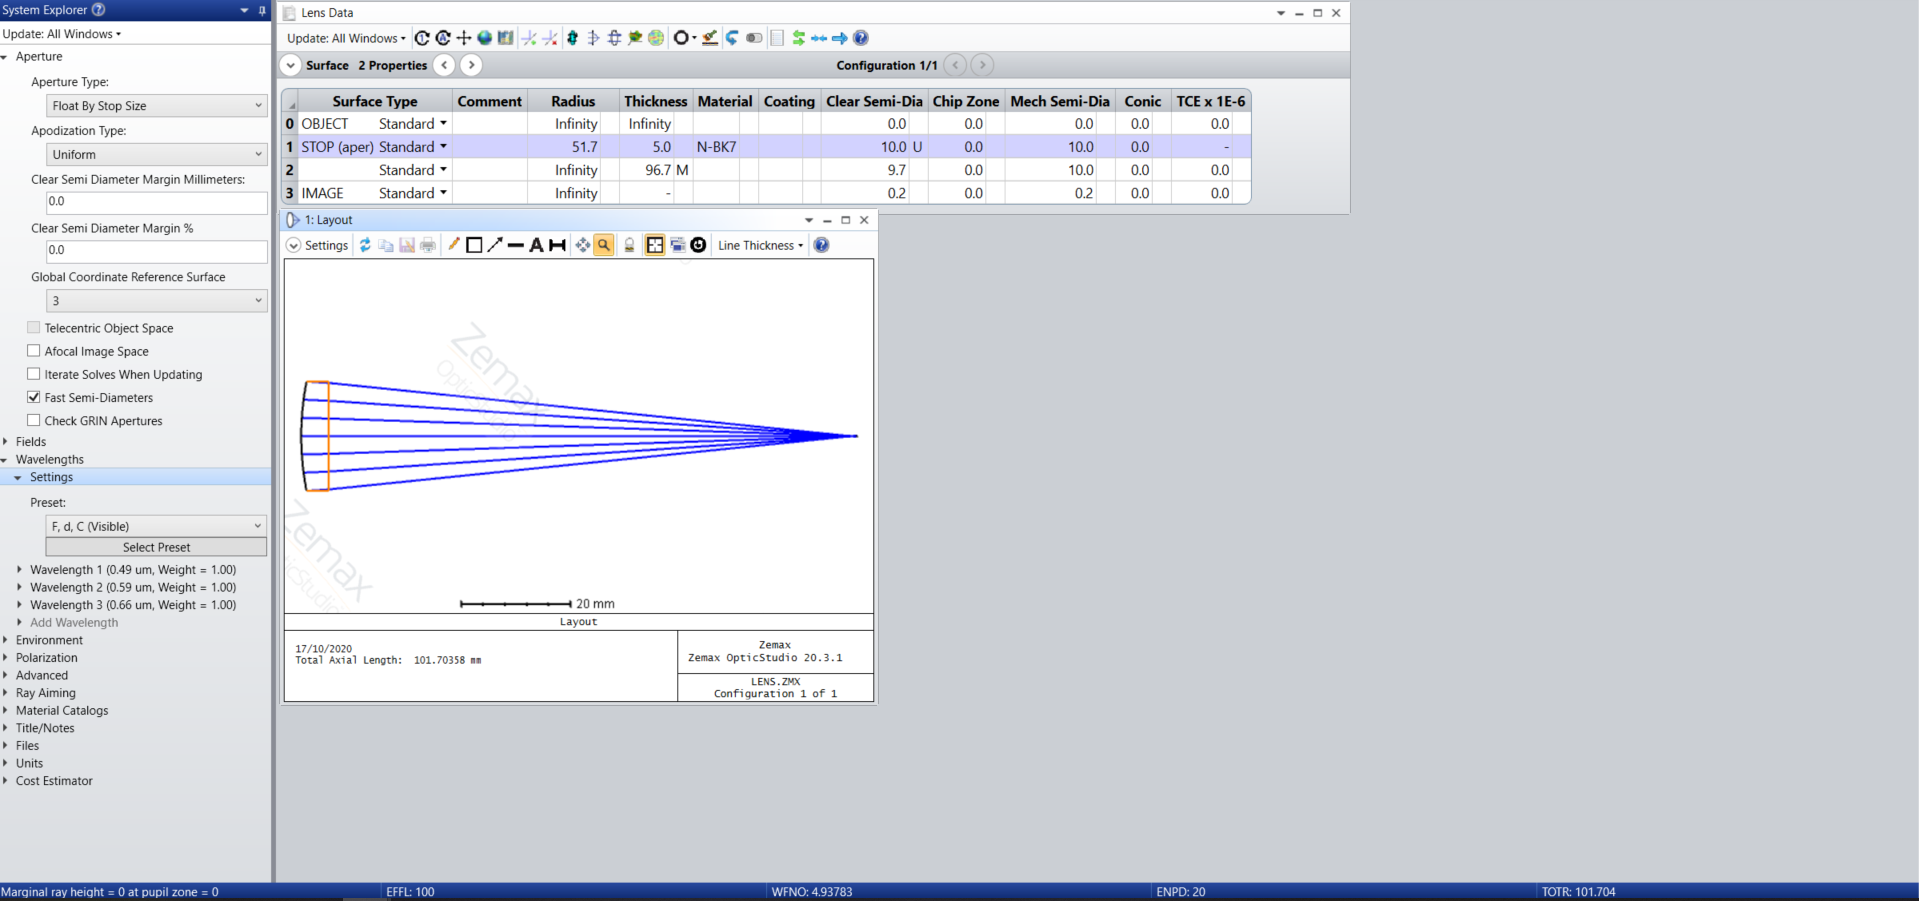 System Explorer ?
Update: All Windows
Aperture
Aperture Type:
Float By Stop Size
Apodization Type:
Uniform
Clear Semi Diameter Margin Millimeters:
0.0
Clear Semi Diameter Margin %
0.0
Global Coordinate Reference Surface
3
Telecentric Object Space
Afocal Image Space
Iterate Solves When Updating
Fast Semi-Diameters
Check GRIN Apertures
Fields
Wavelengths
Settings
Preset:
F, d, C (Visible)
Select Preset
Wavelength 1 (0.49 um, Weight = 1.00)
Wavelength 2 (0.59 um, Weight = 1.00)
Wavelength 3 (0.66 um, Weight = 1.00)
Add Wavelength
Environment
Polarization
Advanced
Ray Aiming
Material Catalogs
Title/Notes
Files
Units
Cost Estimator
Lens Data
Update: All Windows
Surface 2 Properties Configuration 1/1
Surface Type Comment Radius Thickness Material Coating Clear Semi-Dia Chip Zone Mech Semi-Dia Conic TCE x 1E-6
0 OBJECT Standard Infinity Infinity 0.0 0.0 0.0 0.0 0.0
1 STOP (aper) Standard 51.7 5.0 N-BK7 10.0 U 0.0 10.0 0.0 -
2 Standard Infinity 96.7 M 9.7 0.0 10.0 0.0 0.0
3 IMAGE Standard Infinity - 0.2 0.0 0.2 0.0 0.0
1: Layout
Settings A Line Thickness ?
Zemax
Zemax
20 mm
Layout
17/10/2020
Total Axial Length: 101.70358 mm
Zemax
Zemax OpticStudio 20.3.1
LENS.ZMX
Configuration 1 of 1
Marginal ray height = 0 at pupil zone = 0 EFFL: 100 WFNO: 4.93783 ENPD: 20 TOTR: 101.704